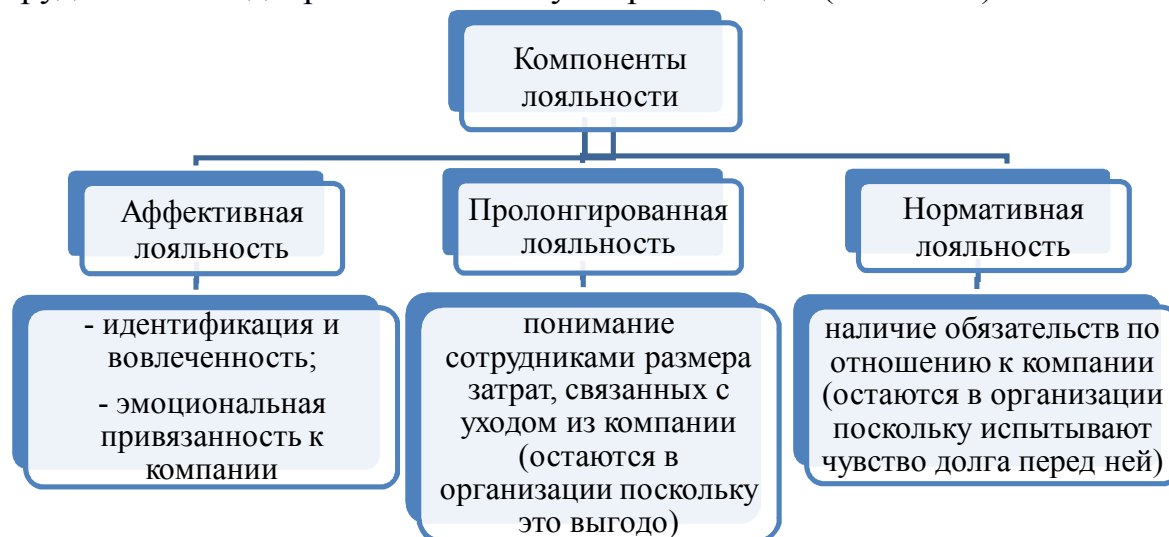 Компоненты
лояльности
Аффективная
лояльность
Пролонгированная
лояльность
Нормативная
лояльность
- идентификация и
вовлеченность;
- эмоциональная
привязанность к
компании
понимание
сотрудниками размера
затрат, связанных с
уходом из компании
(остаются в
организации поскольку
это выгодо)
наличие обязательств по
отношению к компании
(остаются в организации
поскольку испытывают
чувство долга перед ней)